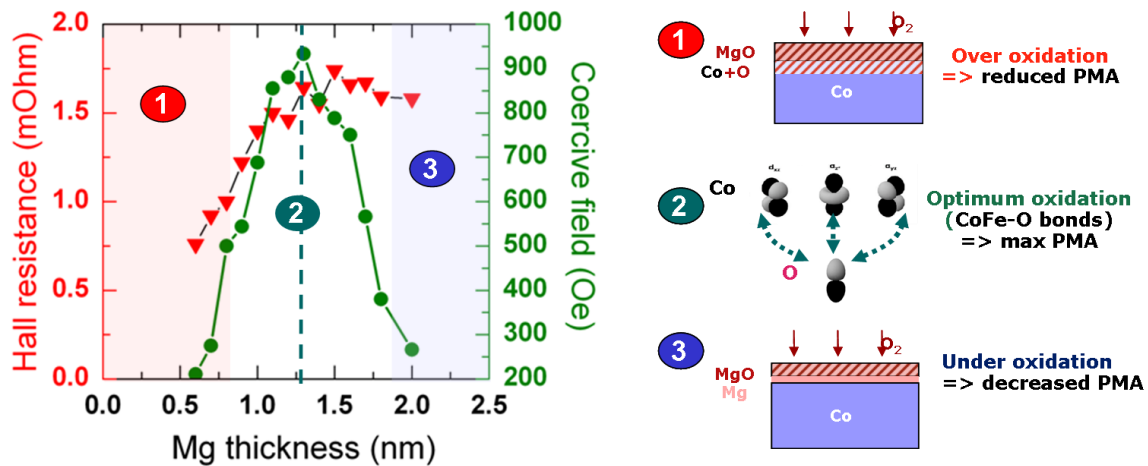 2.0
1.5
1.0
0.5
0.0
Hall resistance (mOhm)
1
2
3
1000
900
800
700
600
500
400
300
200
Coercive field (Oe)
0.0 0.5 1.0 1.5 2.0 2.5
Mg thickness (nm)
1
O2
MgO
Co+O
Co
Over oxidation
=> reduced PMA
2
Co
O
Optimum oxidation
(CoFe-O bonds)
=> max PMA
3
O2
MgO
Mg
Co
Under oxidation
=> decreased PMA